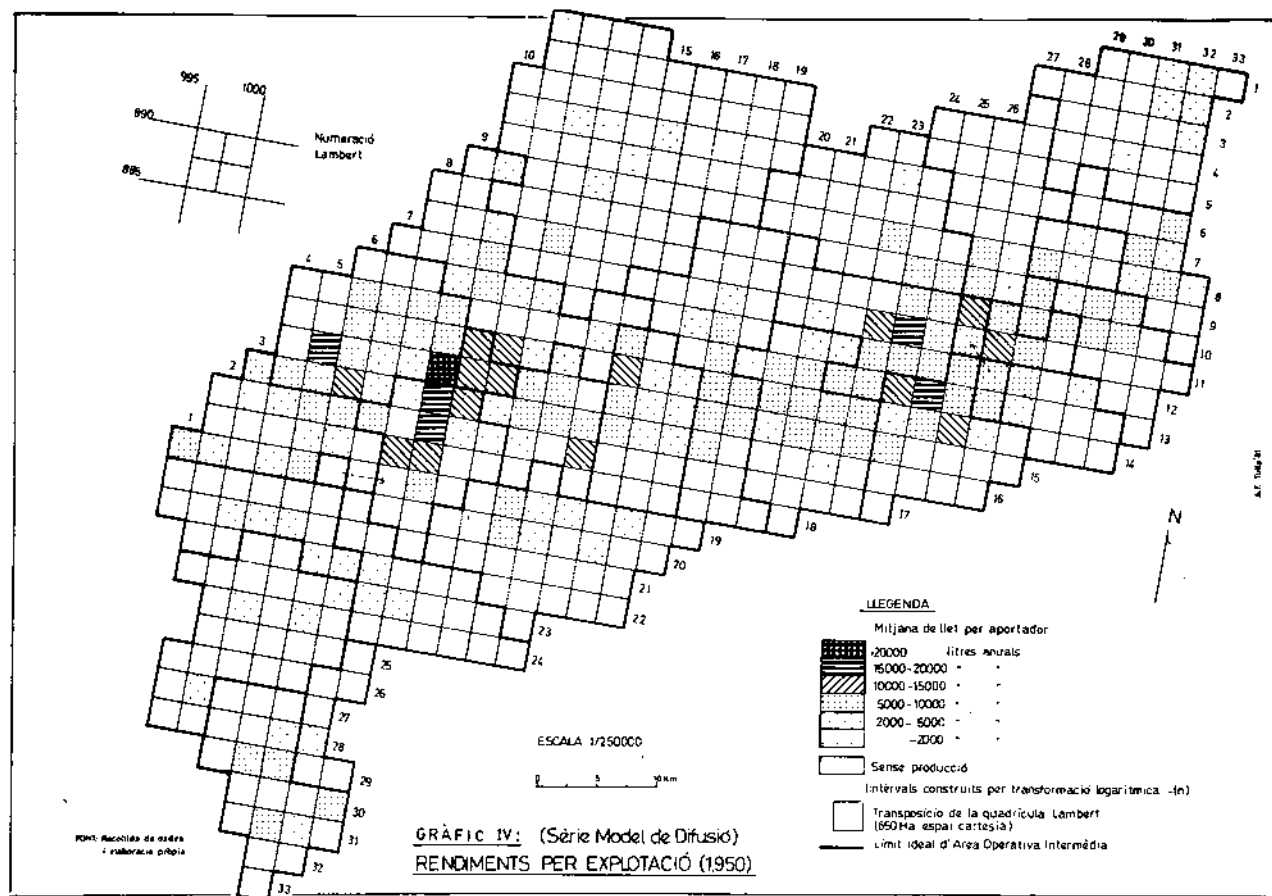 29 30 31 32 33
15 16 17 18 19
27 28
10
24 25 26
1
995 1000
22 23
2
890
20 21
3
Numeració
Lambert
9
4
8
885
5
7
6
6
7
4 5
8
9
3
10
2
11
12
1
13
14
15
16
17
18
19
20
N
21
22
23
24
25
26
27
28
29
30
31
32
33
LLEGENDA
Mitjana de llet per aportador
+20000 litres anuals
15000-20000 " "
10000-15000 " "
5000-10000 " "
2000-5000 " "
-2000 " "
Sense producció
(Intervals construits per transformació logarítmica -ln)
Transposició de la quadrícula Lambert
(650 Ha espai cartesià)
Límit ideal d'Area Operativa Intermèdia
ESCALA 1/250000
0 5 10 Km
FONT: Recollida de dades
i elaboració pròpia
GRÀFIC IV: (Sèrie Model de Difusió)
RENDIMENTS PER EXPLOTACIÓ (1950)